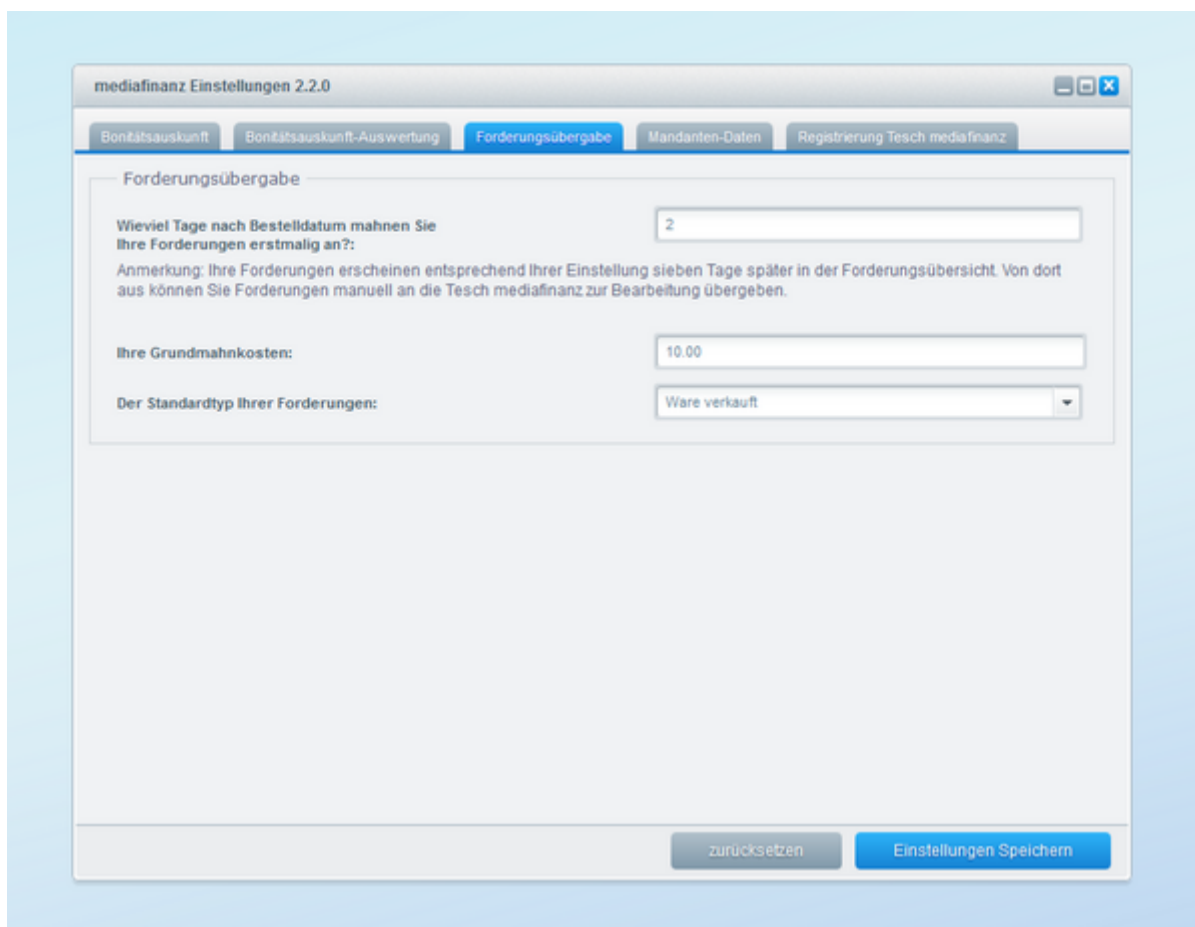 mediafinanz Einstellungen 2.2.0
Bonitätsauskunft Bonitätsauskunft-Auswertung Forderungsübergabe Mandanten-Daten Registrierung Tesch mediafinanz
Forderungsübergabe
Wieviel Tage nach Bestelldatum mahnen Sie
Ihre Forderungen erstmalig an?:
2
Anmerkung: Ihre Forderungen erscheinen entsprechend Ihrer Einstellung sieben Tage später in der Forderungsübersicht. Von dort
aus können Sie Forderungen manuell an die Tesch mediafinanz zur Bearbeitung übergeben.
Ihre Grundmahnkosten: 10.00
Der Standardtyp Ihrer Forderungen: Ware verkauft
zurücksetzen Einstellungen Speichern